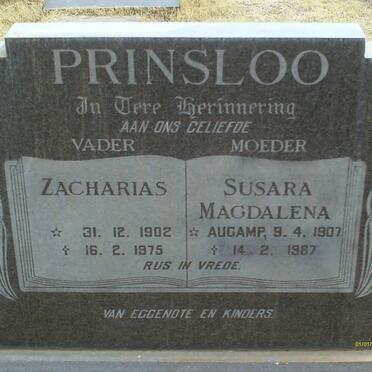 PRINSLOO
In Tere Herinnering
AAN ONS GELIEFDE
VADER MOEDER
ZACHARIAS
☆ 31. 12. 1902
✝ 16. 2. 1975
SUSARA
MAGDALENA
☆ AUCAMP, 9. 4. 1907
✝ 14. 2. 1987
RUS IN VREDE.
VAN EGGENOTE EN KINDERS.